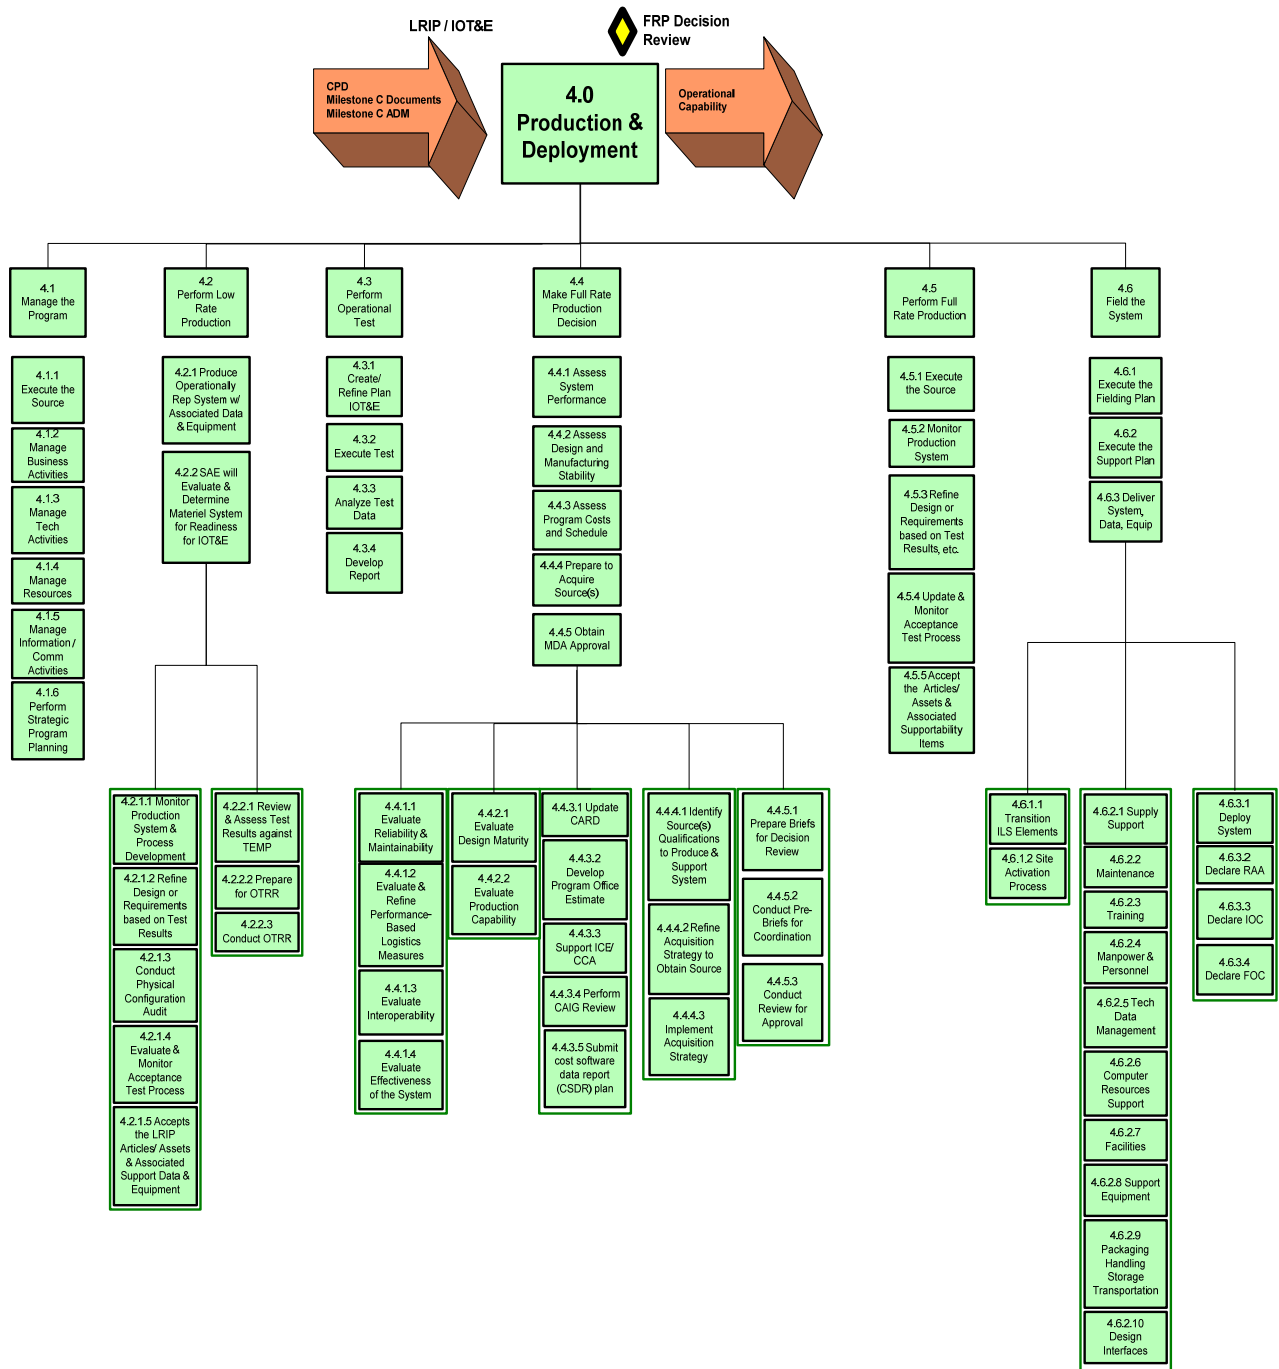 LRIP / IOT&E
FRP Decision
Review
CPD
Milestone C Documents
Milestone C ADM
4.0
Production &
Deployment
Operational
Capability
4.1
Manage the
Program
4.2
Perform Low
Rate
Production
4.3
Perform
Operational
Test
4.4
Make Full Rate
Production
Decision
4.5
Perform Full
Rate Production
4.6
Field the
System
4.1.1
Execute the
Source
4.1.2
Manage
Business
Activities
4.1.3
Manage
Tech
Activities
4.1.4
Manage
Resources
4.1.5
Manage
Information /
Comm
Activities
4.1.6
Perform
Strategic
Program
Planning
4.2.1 Produce
Operationally
Rep System w/
Associated Data
& Equipment
4.2.2 SAE will
Evaluate &
Determine
Materiel System
for Readiness
for IOT&E
4.3.1
Create/
Refine Plan
IOT&E
4.3.2
Execute Test
4.3.3
Analyze Test
Data
4.3.4
Develop
Report
4.4.1 Assess
System
Performance
4.4.2 Assess
Design and
Manufacturing
Stability
4.4.3 Assess
Program Costs
and Schedule
4.4.4 Prepare to
Acquire
Source(s)
4.4.5 Obtain
MDA Approval
4.5.1 Execute
the Source
4.5.2 Monitor
Production
System
4.5.3 Refine
Design or
Requirements
based on Test
Results, etc.
4.5.4 Update &
Monitor
Acceptance
Test Process
4.5.5 Accept
the Articles/
Assets &
Associated
Supportability
Items
4.6.1
Execute the
Fielding Plan
4.6.2
Execute the
Support Plan
4.6.3 Deliver
System,
Data, Equip
4.2.1.1 Monitor
Production
System &
Process
Development
4.2.1.2 Refine
Design or
Requirements
based on Test
Results
4.2.1.3
Conduct
Physical
Configuration
Audit
4.2.1.4
Evaluate &
Monitor
Acceptance
Test Process
4.2.1.5 Accepts
the LRIP
Articles/ Assets
& Associated
Support Data &
Equipment
4.2.2.1 Review
& Assess Test
Results against
TEMP
4.2.2.2 Prepare
for OTRR
4.2.2.3
Conduct OTRR
4.4.1.1
Evaluate
Reliability &
Maintainability
4.4.1.2
Evaluate &
Refine
Performance-
Based
Logistics
Measures
4.4.1.3
Evaluate
Interoperability
4.4.1.4
Evaluate
Effectiveness
of the System
4.4.2.1
Evaluate
Design Maturity
4.4.2.2
Evaluate
Production
Capability
4.4.3.1 Update
CARD
4.4.3.2
Develop
Program Office
Estimate
4.4.3.3
Support ICE/
CCA
4.4.3.4 Perform
CAIG Review
4.4.3.5 Submit
cost software
data report
(CSDR) plan
4.4.4.1 Identify
Source(s)
Qualifications
to Produce &
Support
System
4.4.4.2 Refine
Acquisition
Strategy to
Obtain Source
4.4.4.3
Implement
Acquisition
Strategy
4.4.5.1
Prepare Briefs
for Decision
Review
4.4.5.2
Conduct Pre-
Briefs for
Coordination
4.4.5.3
Conduct
Review for
Approval
4.6.1.1
Transition
ILS Elements
4.6.1.2 Site
Activation
Process
4.6.2.1 Supply
Support
4.6.2.2
Maintenance
4.6.2.3
Training
4.6.2.4
Manpower &
Personnel
4.6.2.5 Tech
Data
Management
4.6.2.6
Computer
Resources
Support
4.6.2.7
Facilities
4.6.2.8 Support
Equipment
4.6.2.9
Packaging
Handling
Storage
Transportation
4.6.2.10
Design
Interfaces
4.6.3.1
Deploy
System
4.6.3.2
Declare RAA
4.6.3.3
Declare IOC
4.6.3.4
Declare FOC